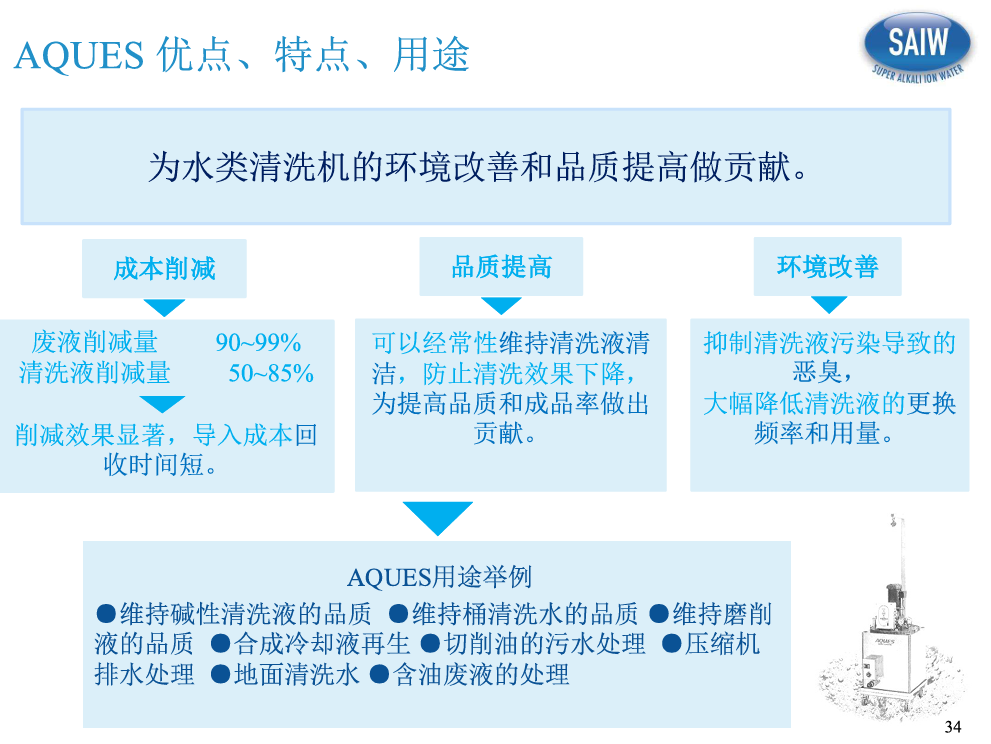 AQUES 优点、特点、用途
SAIW
SUPER ALKALI ION WATER
为水类清洗机的环境改善和品质提高做贡献。
成本削减
废液削减量 90~99%
清洗液削减量 50~85%
削减效果显著，导入成本回
收时间短。
品质提高
可以经常性维持清洗液清
洁，防止清洗效果下降，
为提高品质和成品率做出
贡献。
环境改善
抑制清洗液污染导致的
恶臭，
大幅降低清洗液的更换
频率和用量。
AQUES用途举例
●维持碱性清洗液的品质 ●维持桶清洗水的品质 ●维持磨削
液的品质 ●合成冷却液再生 ●切削油的污水处理 ●压缩机
排水处理 ●地面清洗水 ●含油废液的处理
AQUES
34